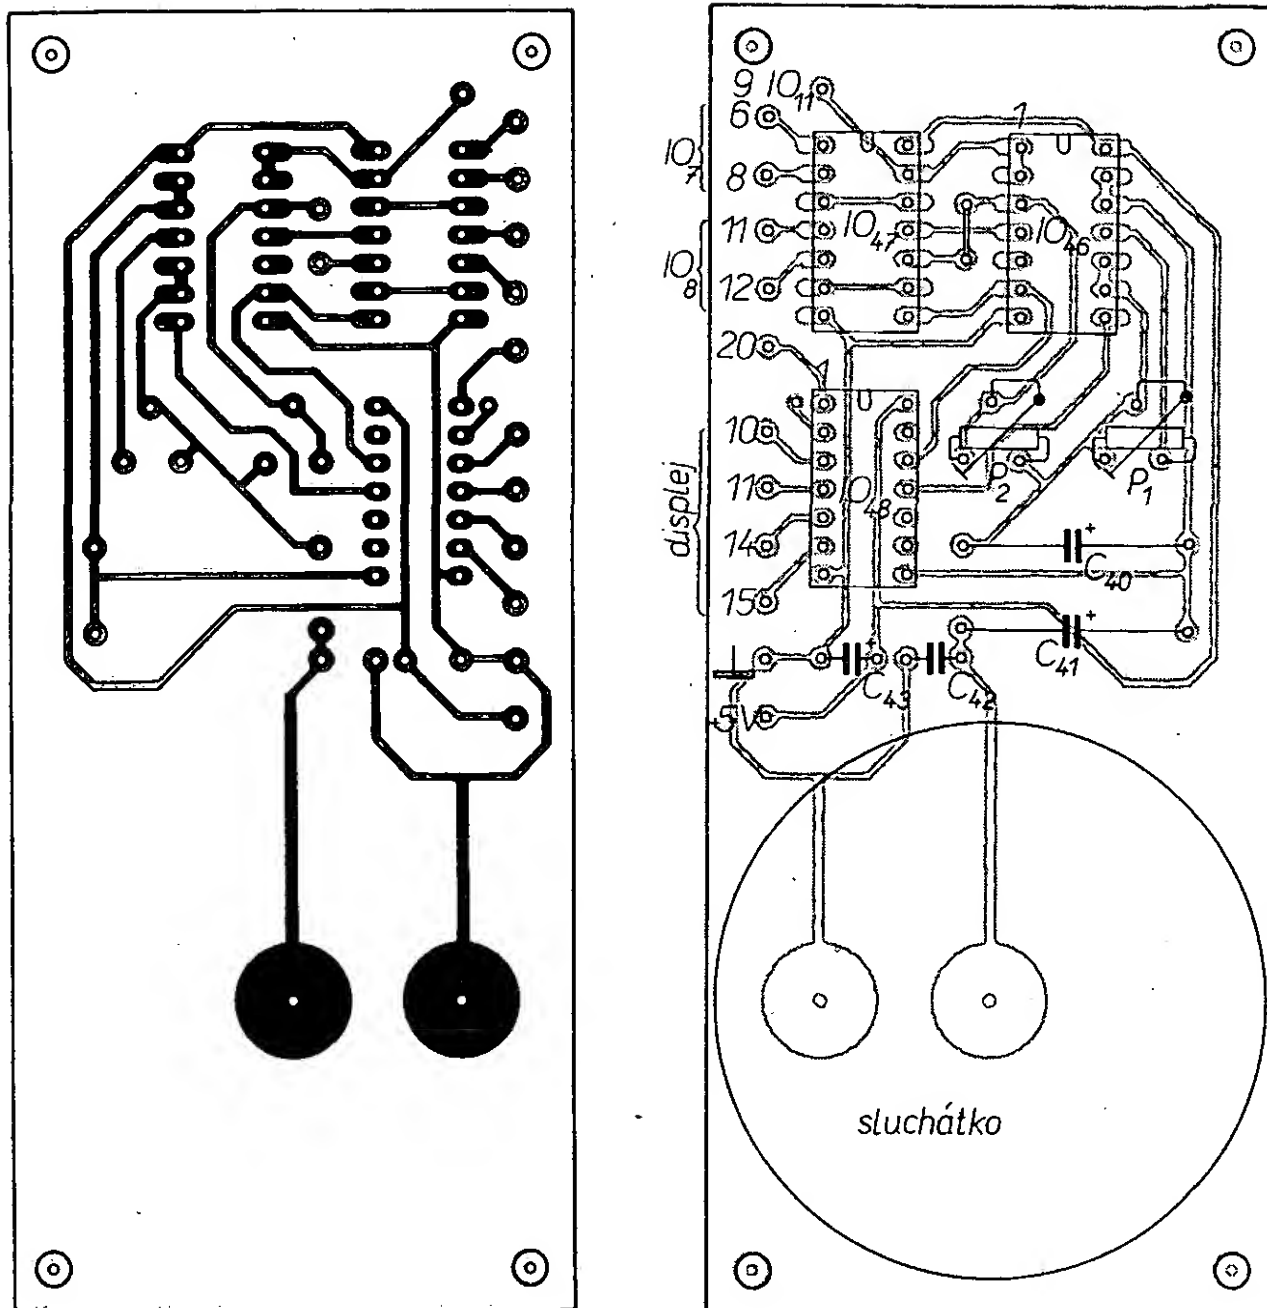 9 IO11
6
1
IO7
8
11
IO47
IO46
IO8
12
20
1
10
displej
11
IO48
P2
P1
14
+
C40
15
+
C41
+
C43
C42
+5V
sluchátko